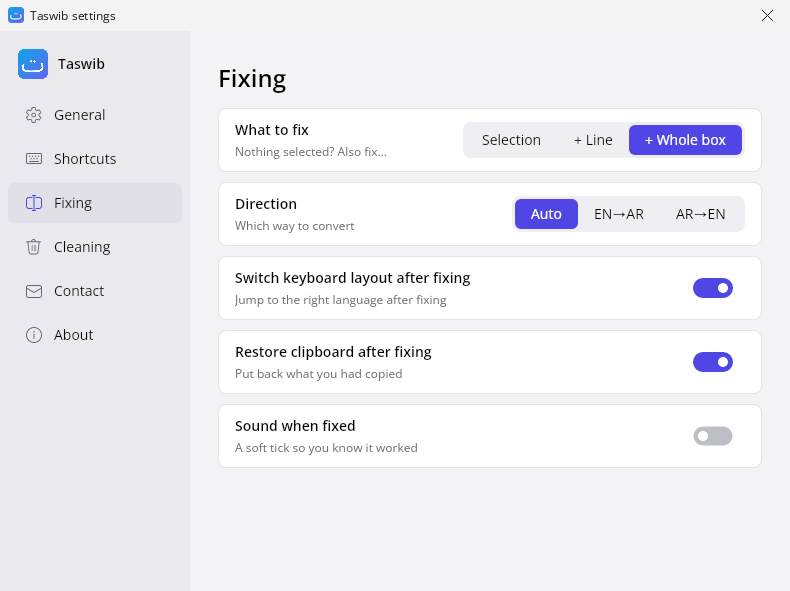 Taswib settings
Taswib
General
Shortcuts
Fixing
Cleaning
Contact
About
Fixing
What to fix
Nothing selected? Also fix...
Selection
+ Line
+ Whole box
Direction
Which way to convert
Auto
EN→AR
AR→EN
Switch keyboard layout after fixing
Jump to the right language after fixing
Restore clipboard after fixing
Put back what you had copied
Sound when fixed
A soft tick so you know it worked